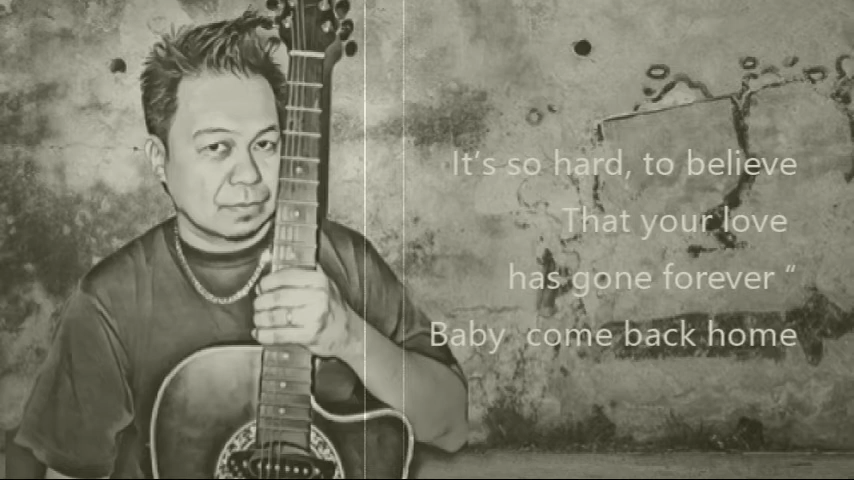 It's so hard, to believe
That your love
has gone forever “
Baby  come back home